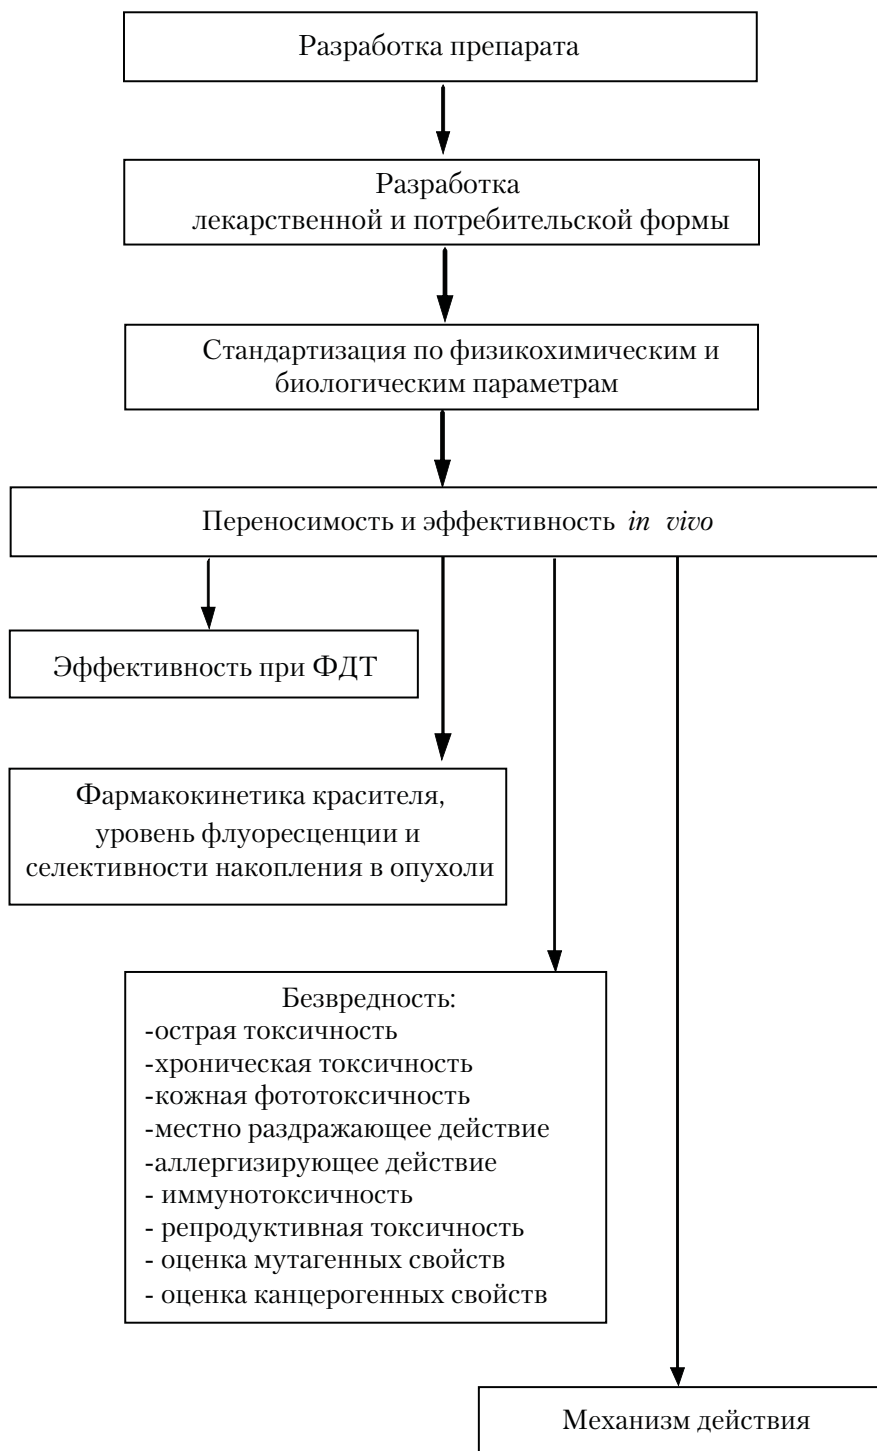 Разработка препарата
Разработка
лекарственной и потребительской формы
Стандартизация по физикохимическим и
биологическим параметрам
Переносимость и эффективность in vivo
Эффективность при ФДТ
Фармакокинетика красителя,
уровень флуоресценции и
селективности накопления в опухоли
Безвредность:
-острая токсичность
-хроническая токсичность
-кожная фототоксичность
-местно раздражающее действие
-аллергизирующее действие
- иммунотоксичность
- репродуктивная токсичность
- оценка мутагенных свойств
- оценка канцерогенных свойств
Механизм действия